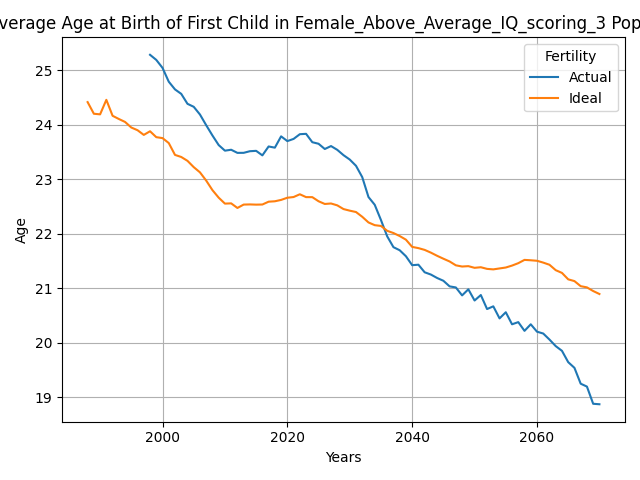 verage Age at Birth of First Child in Female_Above_Average_IQ_scoring_3 Pop
Fertility
Actual
Ideal
25
24
23
22
21
20
19
Age
2000
2020
2040
2060
Years